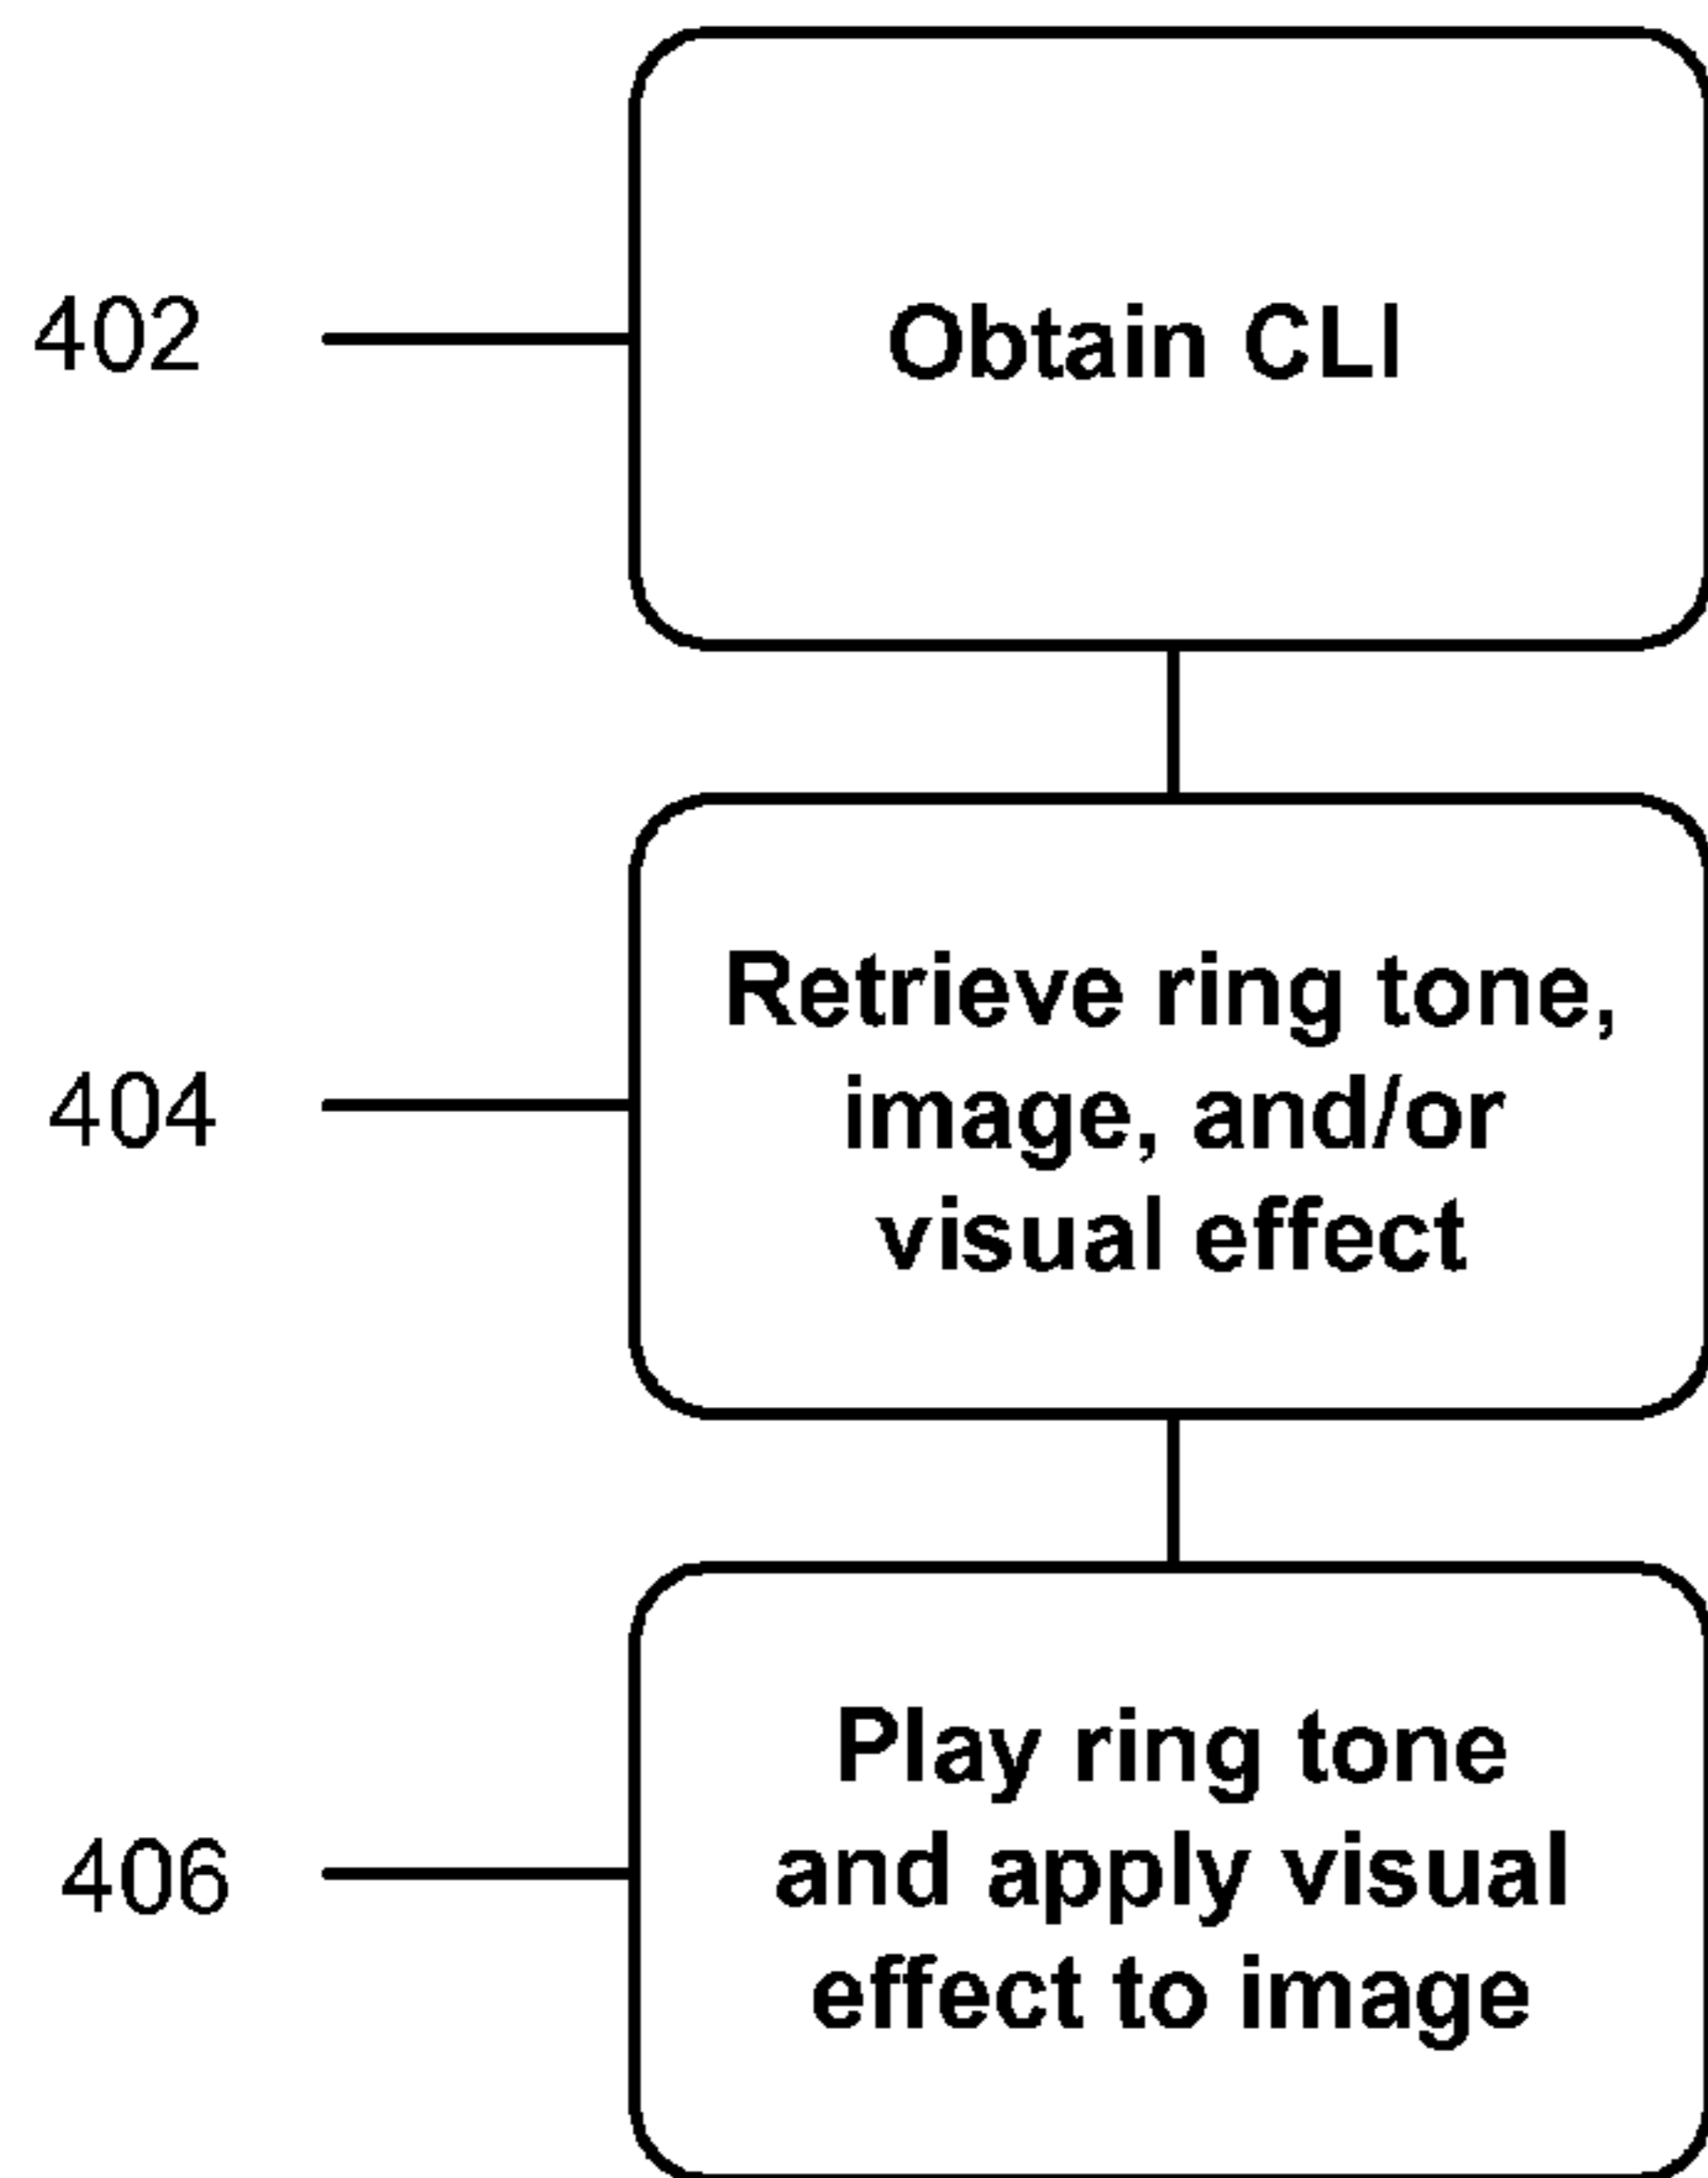 402
Obtain CLI
404
Retrieve ring tone,
image, and/or
visual effect
406
Play ring tone
and apply visual
effect to image